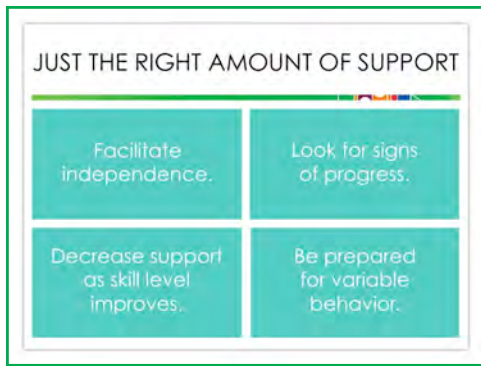 JUST THE RIGHT AMOUNT OF SUPPORT
Facilitate
independence.
Look for signs
of progress.
Decrease support
as skill level
improves.
Be prepared
for variable
behavior.